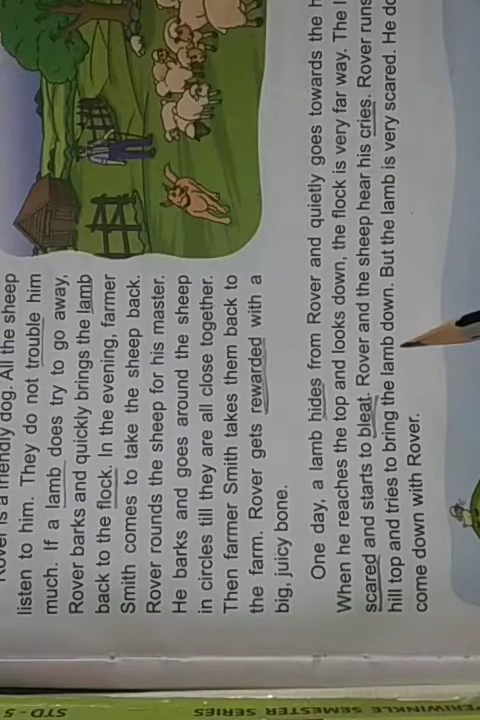 Rover is a friendly dog. All the sheep
listen to him. They do not trouble him
much. If a lamb does try to go away,
Rover barks and quickly brings the lamb
back to the flock. In the evening, farmer
Smith comes to take the sheep back.
Rover rounds the sheep for his master.
He barks and goes around the sheep
in circles till they are all close together.
Then farmer Smith takes them back to
the farm. Rover gets rewarded with a
big, juicy bone.
One day, a lamb hides from Rover and quietly goes towards the
When he reaches the top and looks down, the flock is very far way. The
scared and starts to bleat. Rover and the sheep hear his cries. Rover runs
hill top and tries to bring the lamb down. But the lamb is very scared. He
come down with Rover.
STD - 5
PERIWINKLE SEMESTER SERIES